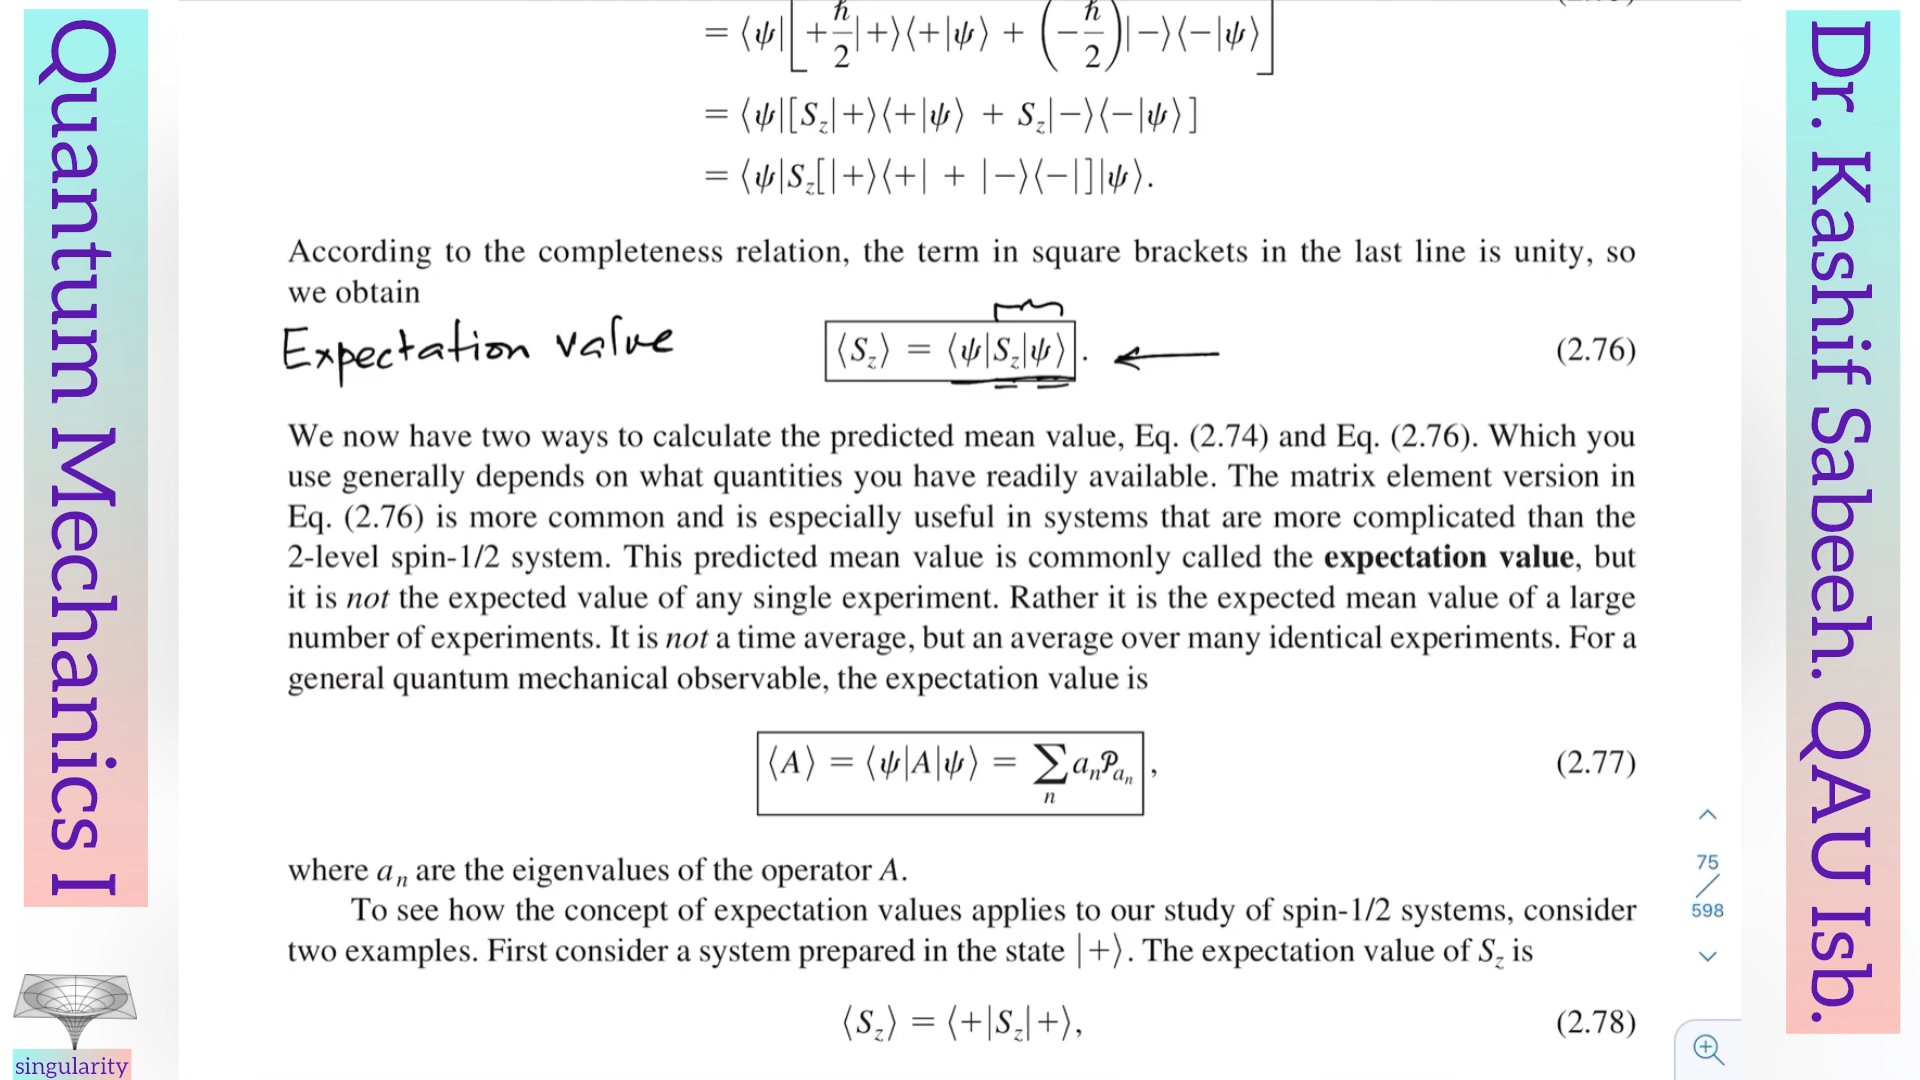 Quantum Mechanics I
= ⟨ψ|[+ℏ/2|+⟩⟨+|ψ⟩ + (−ℏ/2)|−⟩⟨−|ψ⟩]
= ⟨ψ|[S_z|+⟩⟨+|ψ⟩ + S_z|−⟩⟨−|ψ⟩]
= ⟨ψ|S_z[|+⟩⟨+| + |−⟩⟨−|]|ψ⟩.
According to the completeness relation, the term in square brackets in the last line is unity, so
we obtain
Expectation value ⟨S_z⟩ = ⟨ψ|S_z|ψ⟩. (2.76)
We now have two ways to calculate the predicted mean value, Eq. (2.74) and Eq. (2.76). Which you
use generally depends on what quantities you have readily available. The matrix element version in
Eq. (2.76) is more common and is especially useful in systems that are more complicated than the
2-level spin-1/2 system. This predicted mean value is commonly called the expectation value, but
it is not the expected value of any single experiment. Rather it is the expected mean value of a large
number of experiments. It is not a time average, but an average over many identical experiments. For a
general quantum mechanical observable, the expectation value is
⟨A⟩ = ⟨ψ|A|ψ⟩ = ∑_n a_n𝒫_{a_n}, (2.77)
where a_n are the eigenvalues of the operator A.
To see how the concept of expectation values applies to our study of spin-1/2 systems, consider
two examples. First consider a system prepared in the state |+⟩. The expectation value of S_z is
⟨S_z⟩ = ⟨+|S_z|+⟩, (2.78)
75
/
598
Dr. Kashif Sabeeh. QAU Isb.
singularity